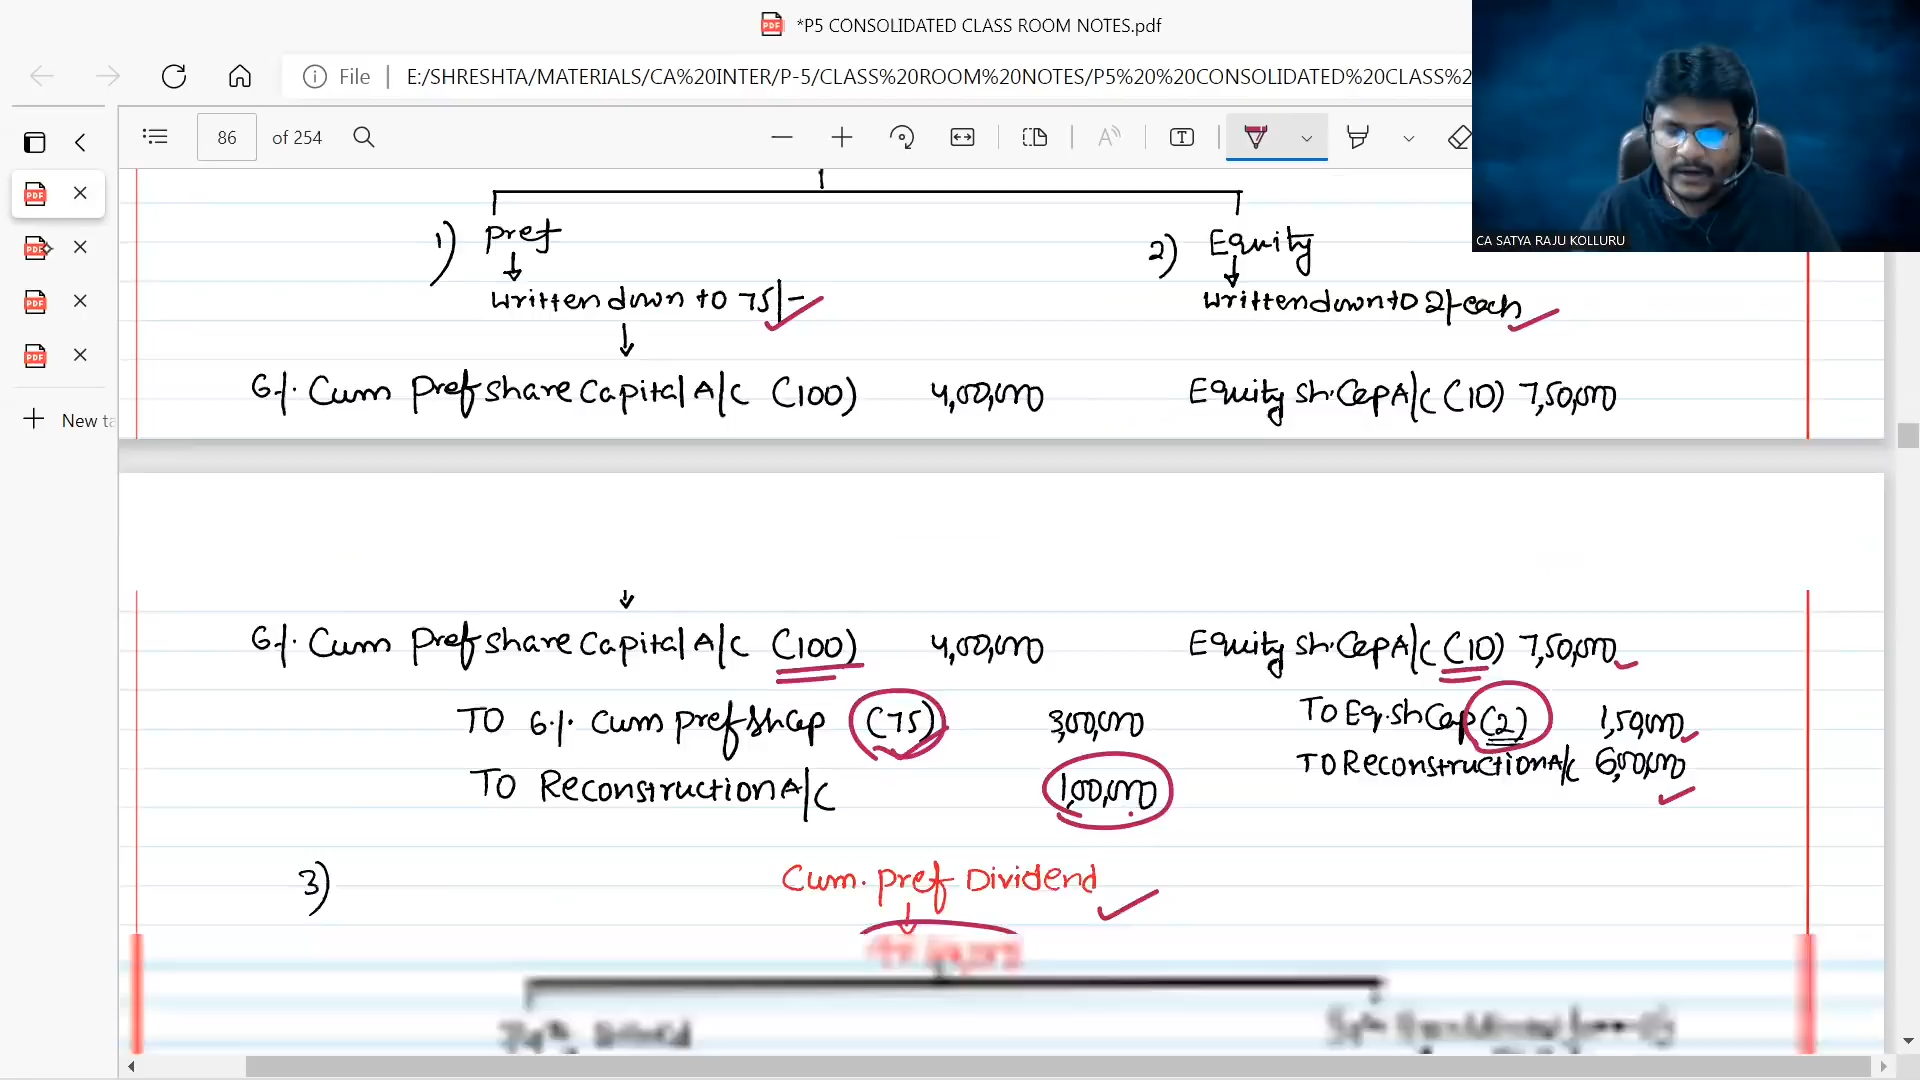 *P5 CONSOLIDATED CLASS ROOM NOTES.pdf
File | E:/SHRESHTA/MATERIALS/CA%20INTER/P-5/CLASS%20ROOM%20NOTES/P5%20%20CONSOLIDATED%20CLASS%2
86 of 254
New ta
CA SATYA RAJU KOLLURU
1) Pref
2) Equity
written down to 75/-
written down to 2/- each
6% Cum Pref share Capital A/C (100) 4,00,000
Equity sh. Cap A/C (10) 7,50,000
6% Cum Pref share Capital A/C (100) 4,00,000
Equity sh. Cap A/C (10) 7,50,000
TO 6% Cum Pref sh Cap (75) 3,00,000
To Eq. sh Cap (2) 1,50,000
TO Reconstruction A/C 1,00,000
TO Reconstruction A/C 6,00,000
3) Cum. Pref Dividend